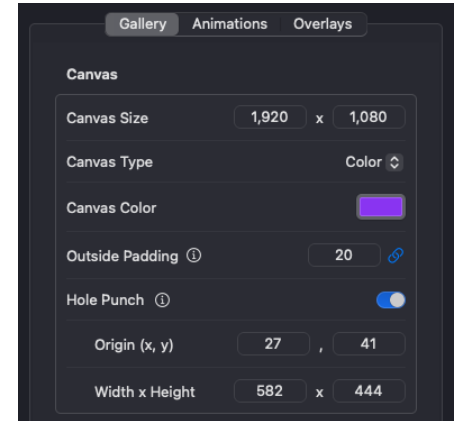 Gallery Animations Overlays
Canvas
Canvas Size 1,920 x 1,080
Canvas Type Color
Canvas Color
Outside Padding 20
Hole Punch
Origin (x, y) 27 , 41
Width x Height 582 x 444